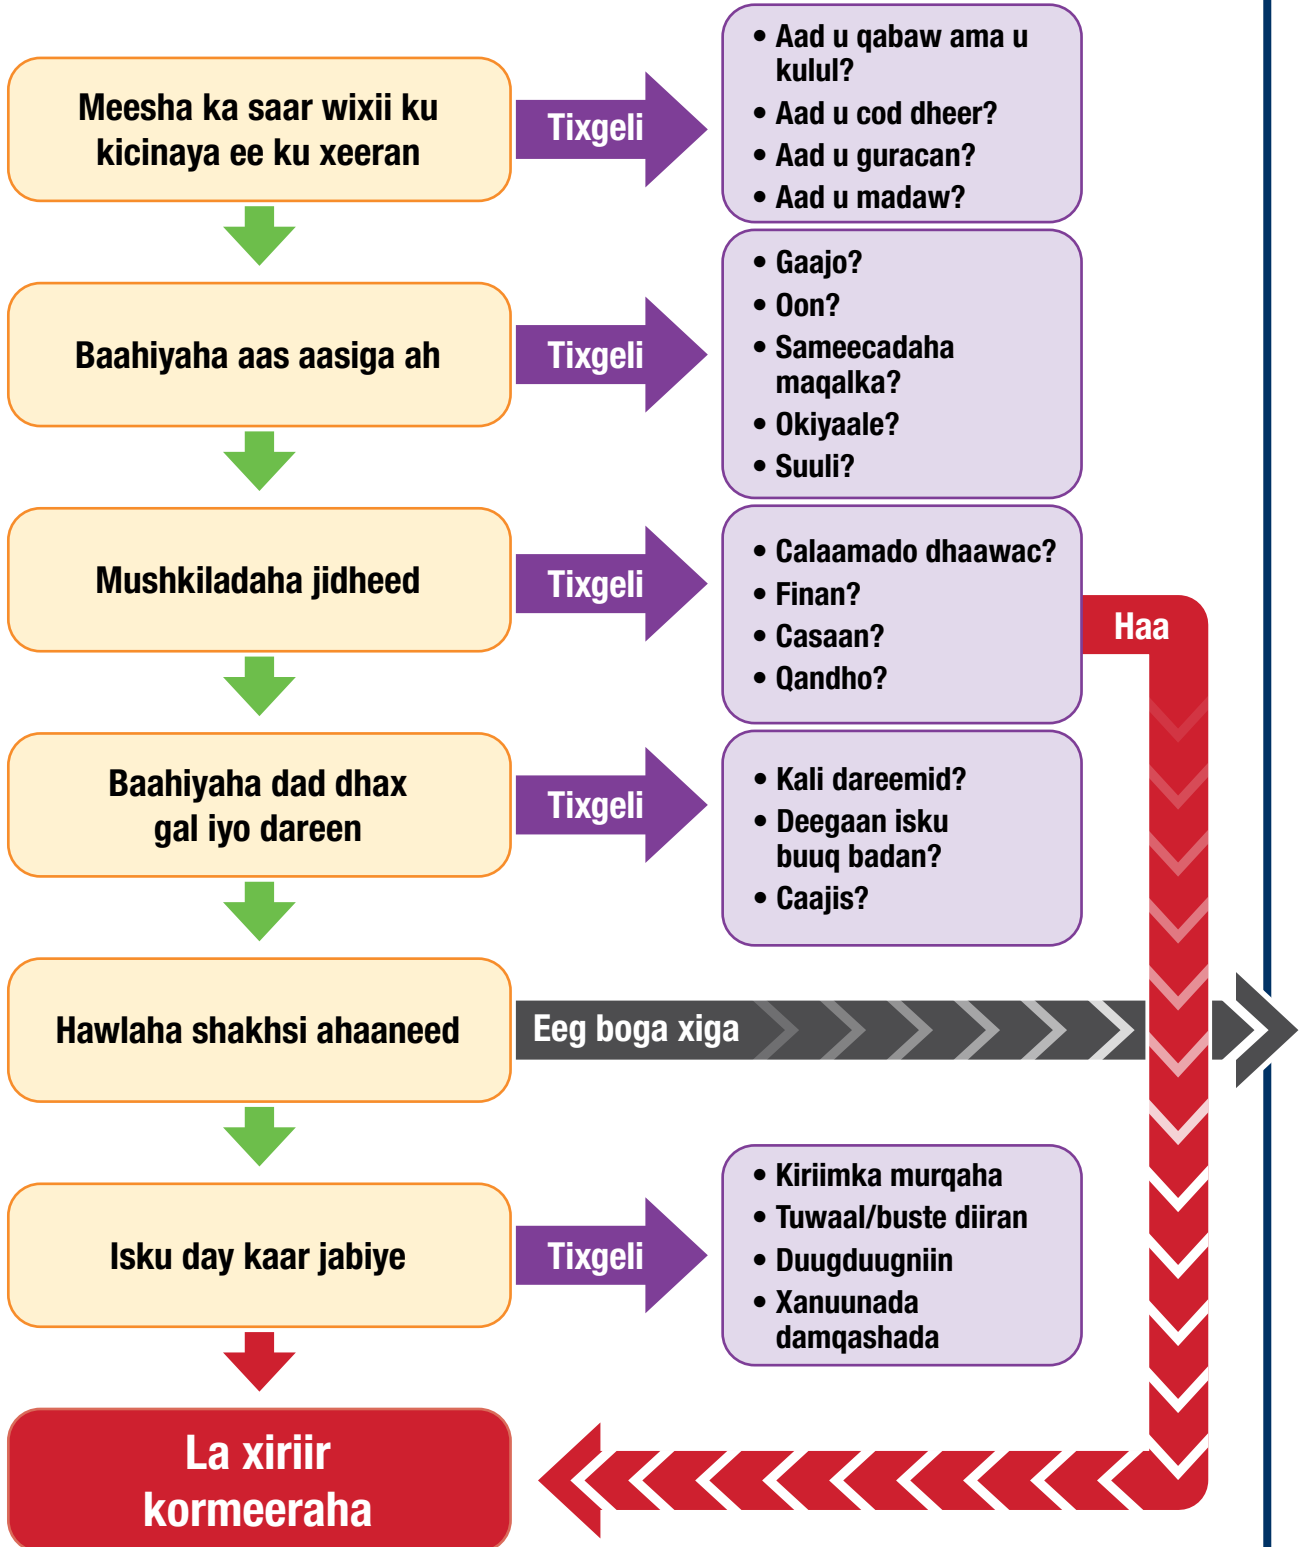 Meesha ka saar wixii ku
kicinaya ee ku xeeran
Tixgeli
• Aad u qabaw ama u
kulul?
• Aad u cod dheer?
• Aad u guracan?
• Aad u madaw?
Baahiyaha aas aasiga ah
Tixgeli
• Gaajo?
• Oon?
• Sameecadaha
maqalka?
• Okiyaale?
• Suuli?
Mushkiladaha jidheed
Tixgeli
• Calaamado dhaawac?
• Finan?
• Casaan?
• Qandho?
Haa
Baahiyaha dad dhax
gal iyo dareen
Tixgeli
• Kali dareemid?
• Deegaan isku
buuq badan?
• Caajis?
Hawlaha shakhsi ahaaneed
Eeg boga xiga
Isku day kaar jabiye
Tixgeli
• Kiriimka murqaha
• Tuwaal/buste diiran
• Duugduugniin
• Xanuunada
damqashada
La xiriir
kormeeraha